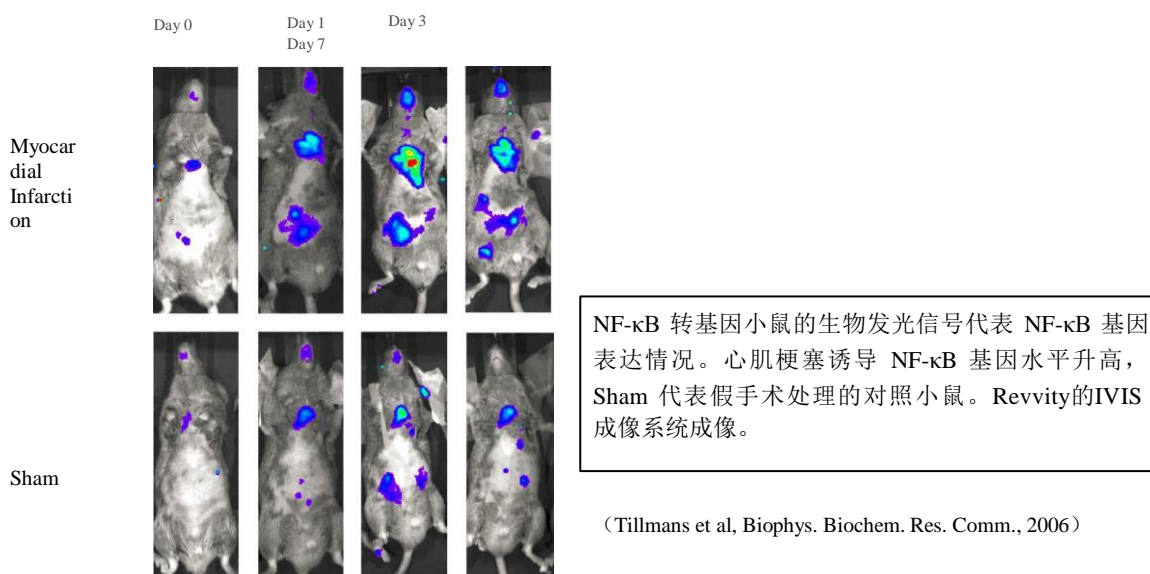 Day 0
Day 1
Day 3
Day 7
Myocar
dial
Infarcti
on
NF-κB 转基因小鼠的生物发光信号代表 NF-κB 基因
表达情况。心肌梗塞诱导 NF-κB 基因水平升高，
Sham 代表假手术处理的对照小鼠。Revvity的IVIS
成像系统成像。
Sham
（Tillmans et al, Biophys. Biochem. Res. Comm., 2006）